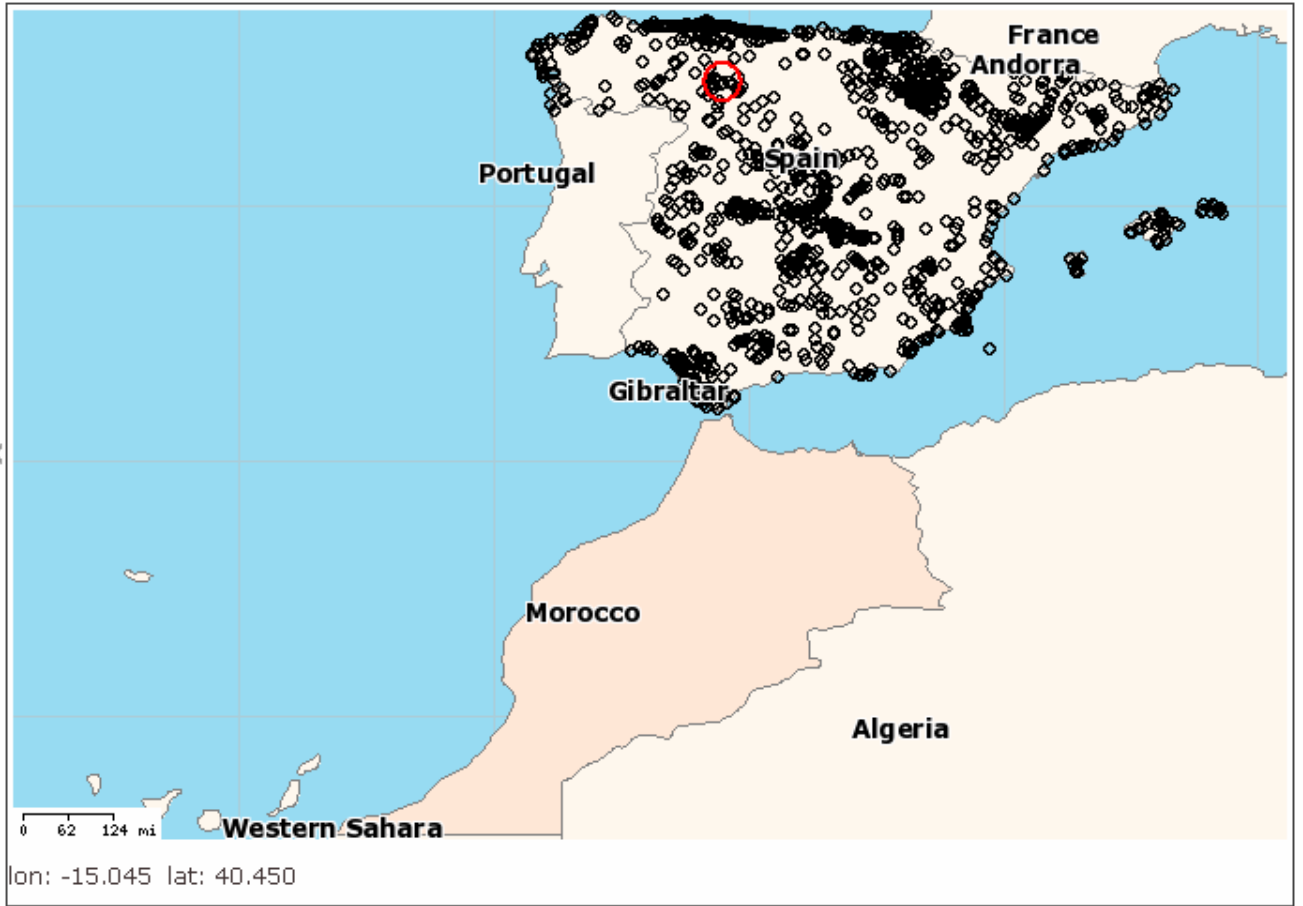 France
Andorra
Spain
Portugal
Gibraltar
Morocco
Algeria
Western Sahara
0 62 124 mi
lon: -15.045 lat: 40.450